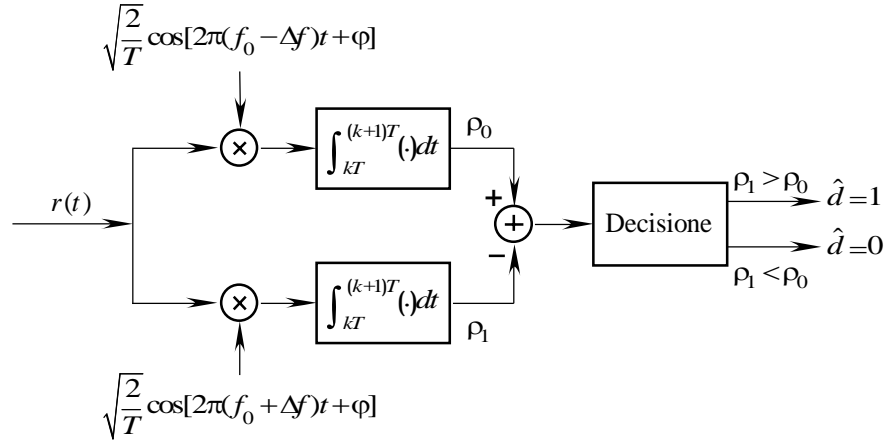 √(2/T) cos[2π(f₀ − Δf)t + φ]
∫_{kT}^{(k+1)T} (·)dt
ρ₀
r(t)
+
−
Decisione
ρ₁ > ρ₀
d̂ = 1
d̂ = 0
ρ₁ < ρ₀
∫_{kT}^{(k+1)T} (·)dt
ρ₁
√(2/T) cos[2π(f₀ + Δf)t + φ]